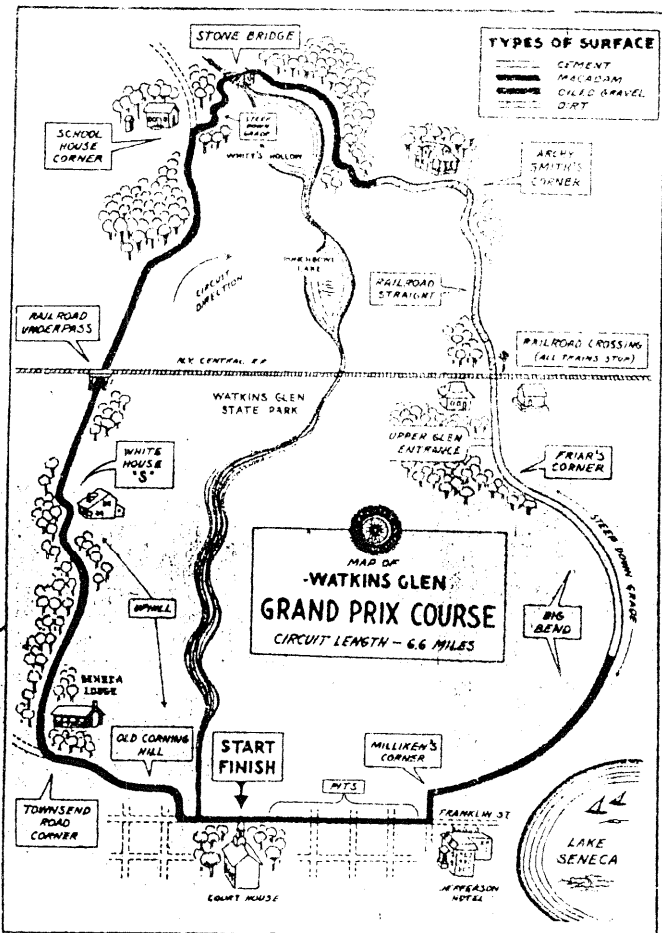 STONE BRIDGE
TYPES OF SURFACE
CEMENT
MACADAM
OILED GRAVEL
DIRT
SCHOOL
HOUSE
CORNER
STEEP
DOWN
GRADE
WHITE'S HOLLOW
ARCHY
SMITH'S
CORNER
PUNCHBOWL
LAKE
CIRCUIT
DIRECTION
RAILROAD
STRAIGHT
RAILROAD
UNDERPASS
RAILROAD CROSSING
(ALL TRAINS STOP)
N.Y. CENTRAL R.R.
WATKINS GLEN
STATE PARK
UPPER GLEN
ENTRANCE
WHITE
HOUSE
"S"
FRIAR'S
CORNER
STEEP DOWN GRADE
MAP OF
-WATKINS GLEN
GRAND PRIX COURSE
CIRCUIT LENGTH - 6.6 MILES
UPHILL
BIG
BEND
SENECA
LODGE
OLD CORNING
HILL
START
FINISH
MILLIKEN'S
CORNER
PITS
TOWNSEND
ROAD
CORNER
FRANKLIN ST
LAKE
SENECA
COURT HOUSE
JEFFERSON
HOTEL